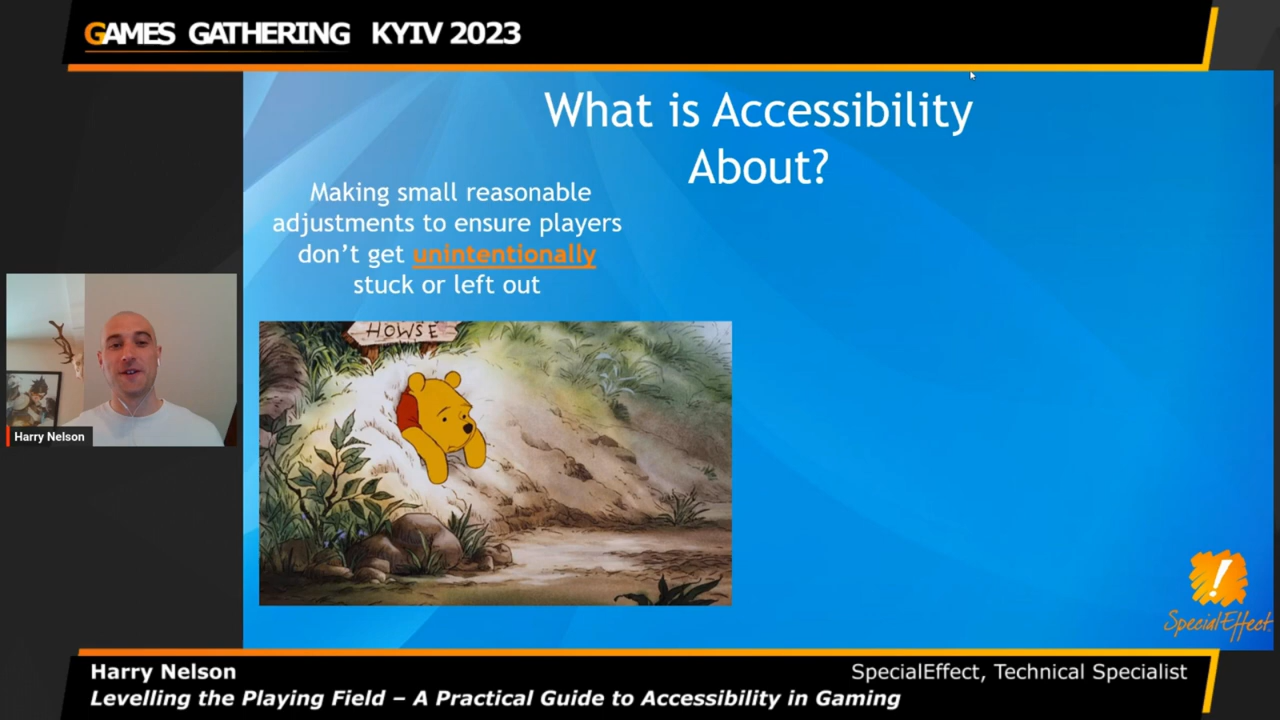 GAMES GATHERING KYIV 2023
What is Accessibility
About?
Making small reasonable
adjustments to ensure players
don't get unintentionally
stuck or left out
HOWSE
Harry Nelson
SpecialEffect
Harry Nelson
SpecialEffect, Technical Specialist
Levelling the Playing Field – A Practical Guide to Accessibility in Gaming